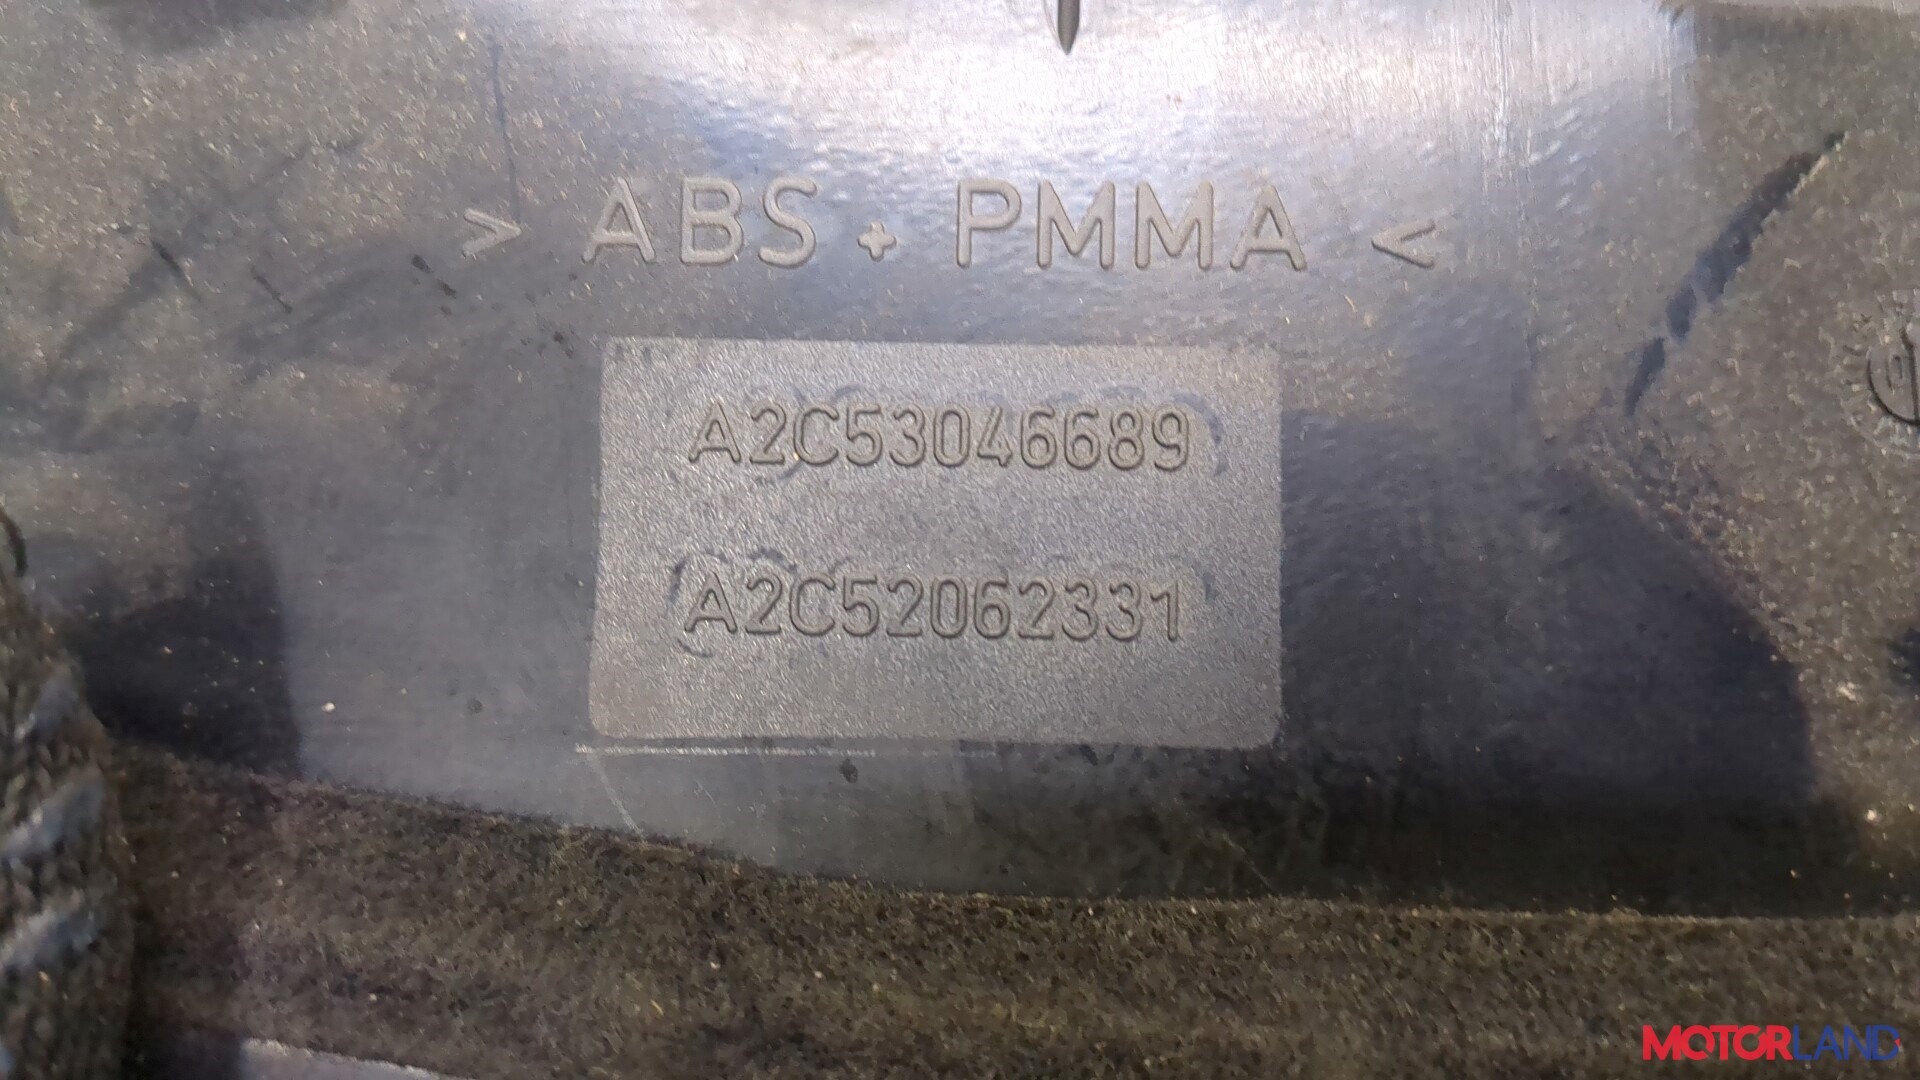 > ABS + PMMA <
A2C53046689
A2C52062331
MOTORLAND